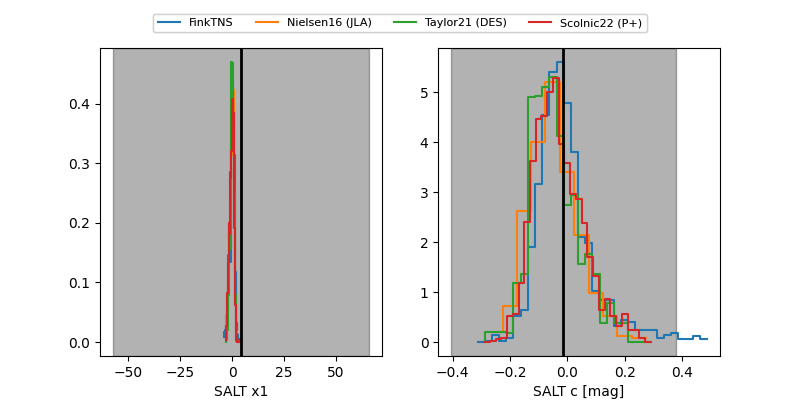 FinkTNS Nielsen16 (JLA) Taylor21 (DES) Scolnic22 (P+)
0.4
0.3
0.2
0.1
0.0
−50 −25 0 25 50
SALT x1
5
4
3
2
1
0
−0.4 −0.2 0.0 0.2 0.4
SALT c [mag]